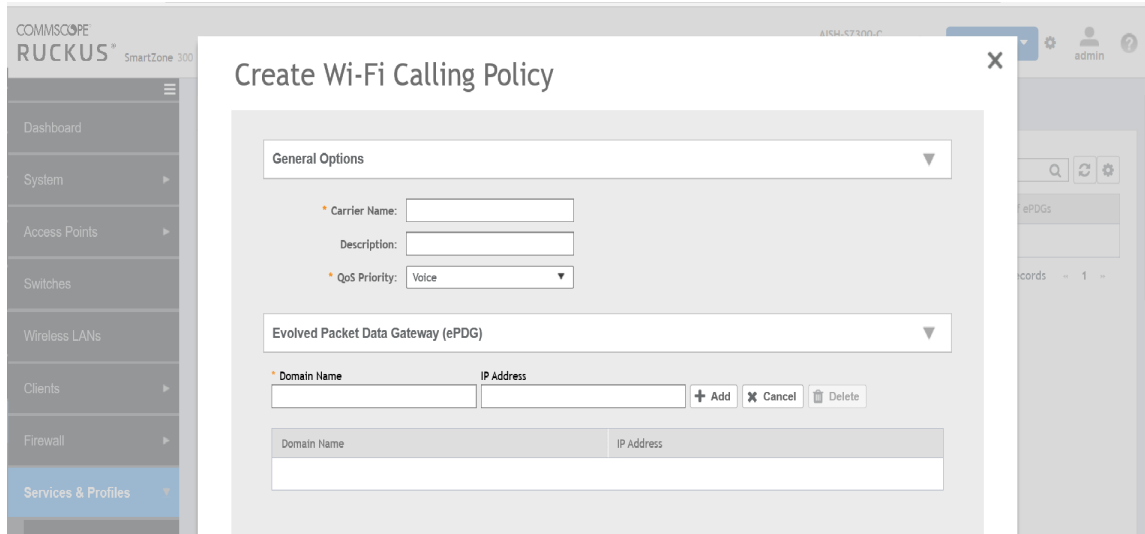 COMMSCOPE
RUCKUS® SmartZone 300
AISH-SZ300-C
admin
Create Wi-Fi Calling Policy
Dashboard
System
Access Points
Switches
Wireless LANs
Clients
Firewall
Services & Profiles
General Options
* Carrier Name:
Description:
* QoS Priority: Voice
Evolved Packet Data Gateway (ePDG)
* Domain Name IP Address
Add Cancel Delete
Domain Name IP Address
ePDGs
1